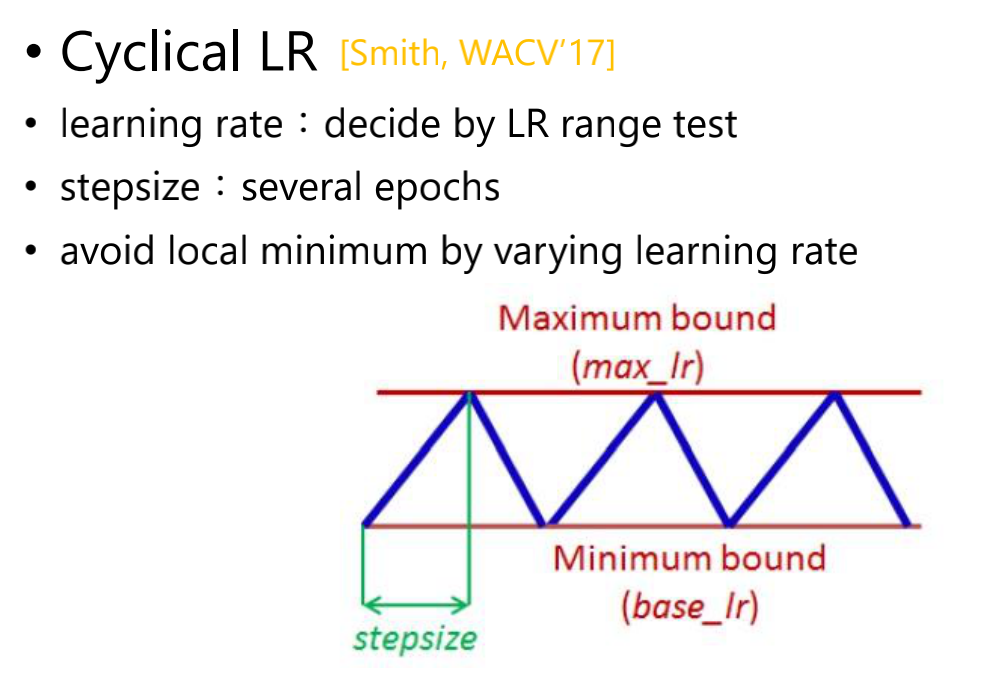 • Cyclical LR [Smith, WACV'17]
• learning rate：decide by LR range test
• stepsize：several epochs
• avoid local minimum by varying learning rate
Maximum bound
(max_lr)
Minimum bound
(base_lr)
stepsize